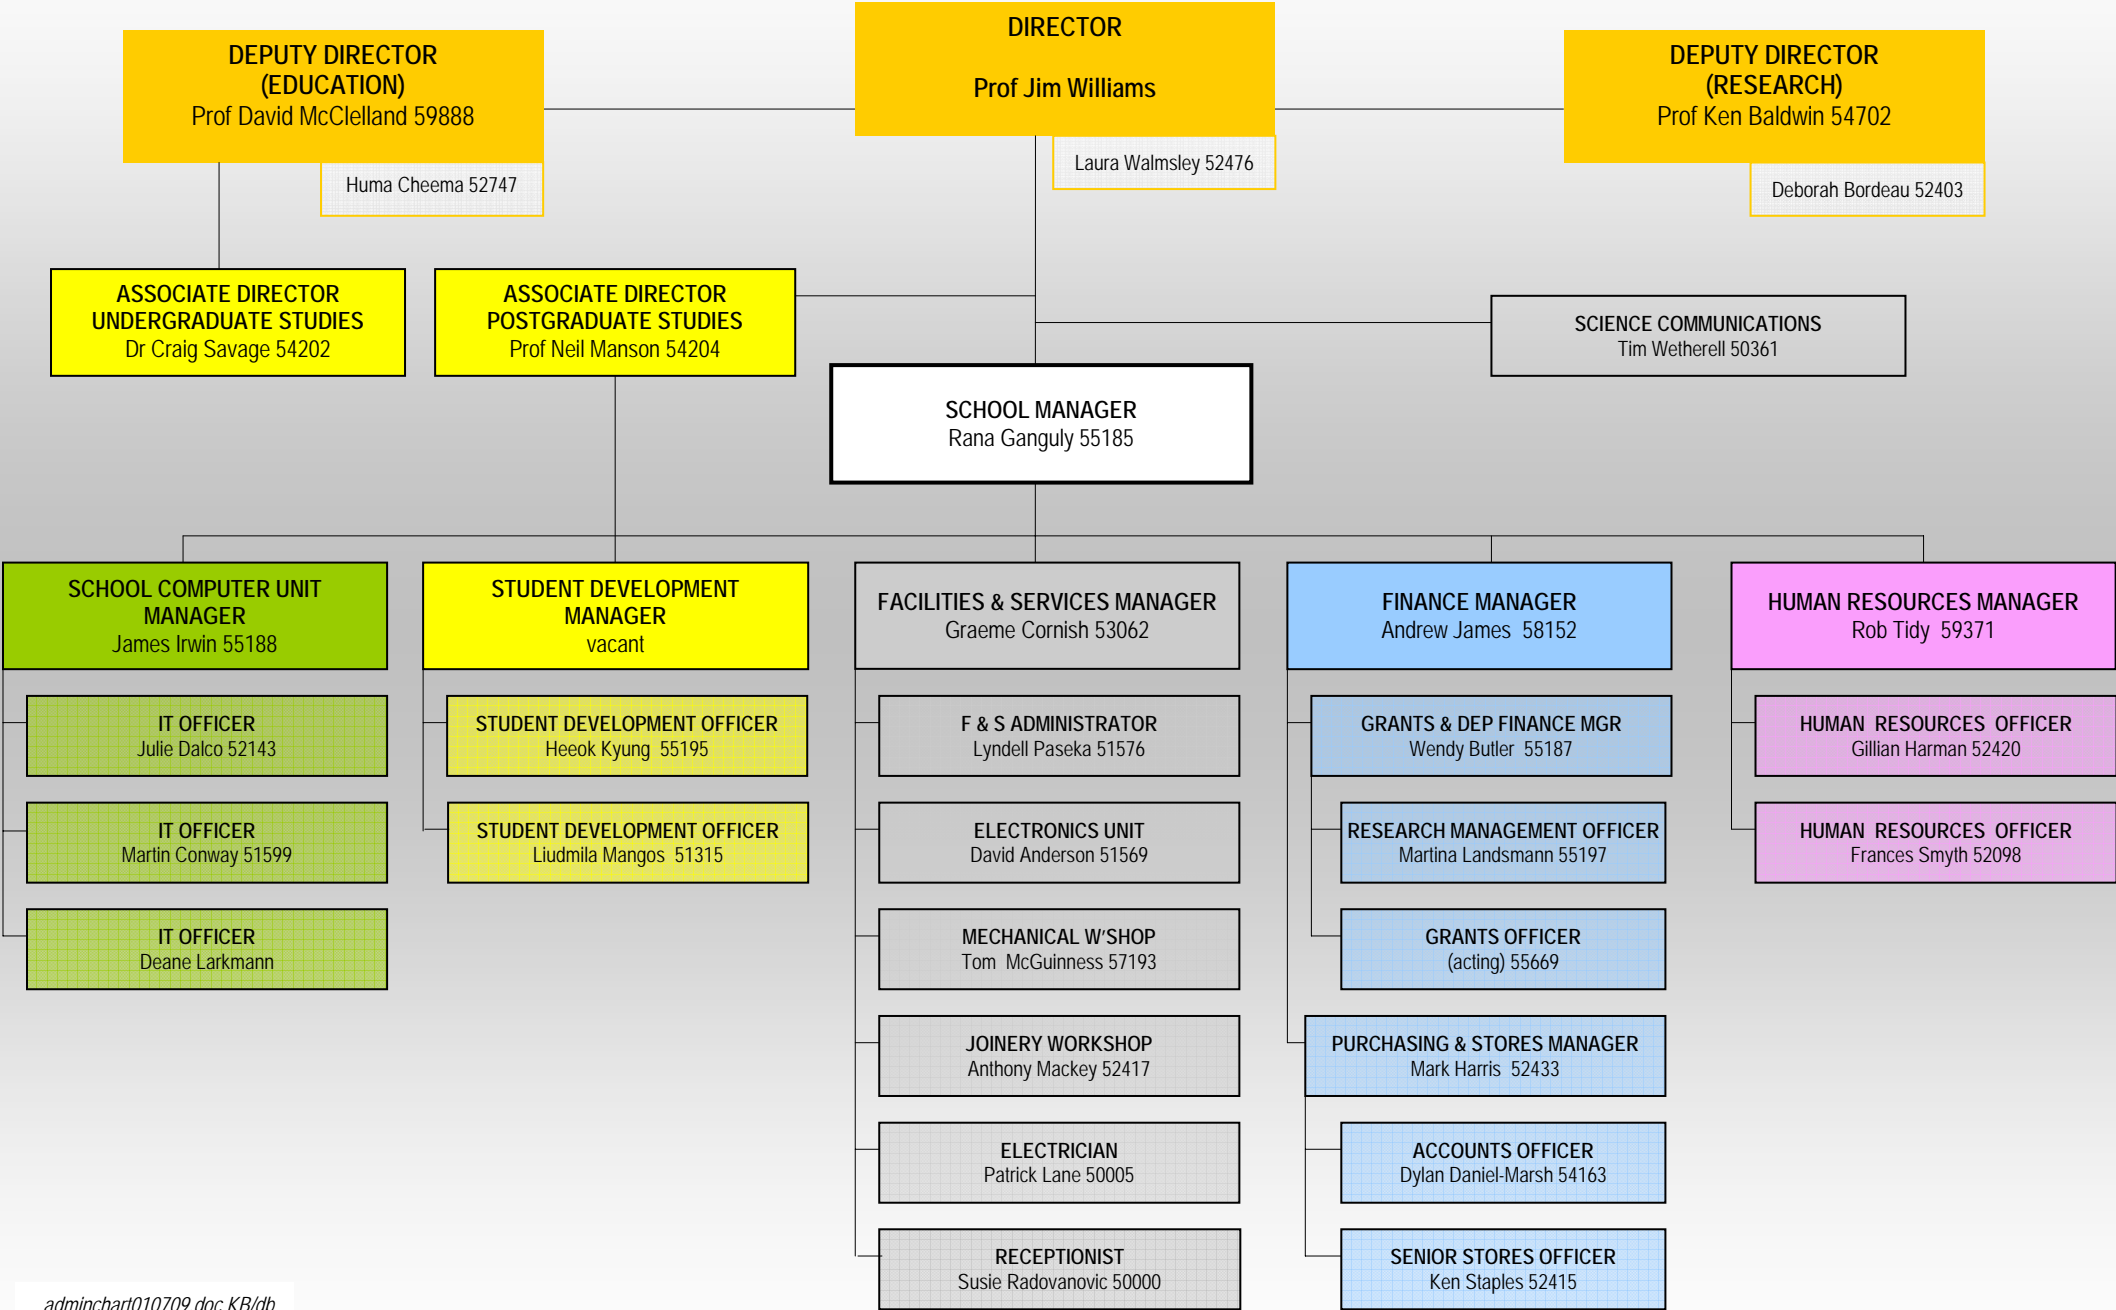 DEPUTY DIRECTOR
(EDUCATION)
Prof David McClelland 59888
Huma Cheema 52747
DIRECTOR
Prof Jim Williams
Laura Walmsley 52476
DEPUTY DIRECTOR
(RESEARCH)
Prof Ken Baldwin 54702
Deborah Bordeau 52403
ASSOCIATE DIRECTOR
UNDERGRADUATE STUDIES
Dr Craig Savage 54202
ASSOCIATE DIRECTOR
POSTGRADUATE STUDIES
Prof Neil Manson 54204
SCIENCE COMMUNICATIONS
Tim Wetherell 50361
SCHOOL MANAGER
Rana Ganguly 55185
SCHOOL COMPUTER UNIT
MANAGER
James Irwin 55188
IT OFFICER
Julie Dalco 52143
IT OFFICER
Martin Conway 51599
IT OFFICER
Deane Larkmann
STUDENT DEVELOPMENT
MANAGER
vacant
STUDENT DEVELOPMENT OFFICER
Heeok Kyung 55195
STUDENT DEVELOPMENT OFFICER
Liudmila Mangos 51315
FACILITIES & SERVICES MANAGER
Graeme Cornish 53062
F & S ADMINISTRATOR
Lyndell Paseka 51576
ELECTRONICS UNIT
David Anderson 51569
MECHANICAL W'SHOP
Tom McGuinness 57193
JOINERY WORKSHOP
Anthony Mackey 52417
ELECTRICIAN
Patrick Lane 50005
RECEPTIONIST
Susie Radovanovic 50000
FINANCE MANAGER
Andrew James 58152
GRANTS & DEP FINANCE MGR
Wendy Butler 55187
RESEARCH MANAGEMENT OFFICER
Martina Landsmann 55197
GRANTS OFFICER
(acting) 55669
PURCHASING & STORES MANAGER
Mark Harris 52433
ACCOUNTS OFFICER
Dylan Daniel-Marsh 54163
SENIOR STORES OFFICER
Ken Staples 52415
HUMAN RESOURCES MANAGER
Rob Tidy 59371
HUMAN RESOURCES OFFICER
Gillian Harman 52420
HUMAN RESOURCES OFFICER
Frances Smyth 52098
adminchart010709.doc KB/db